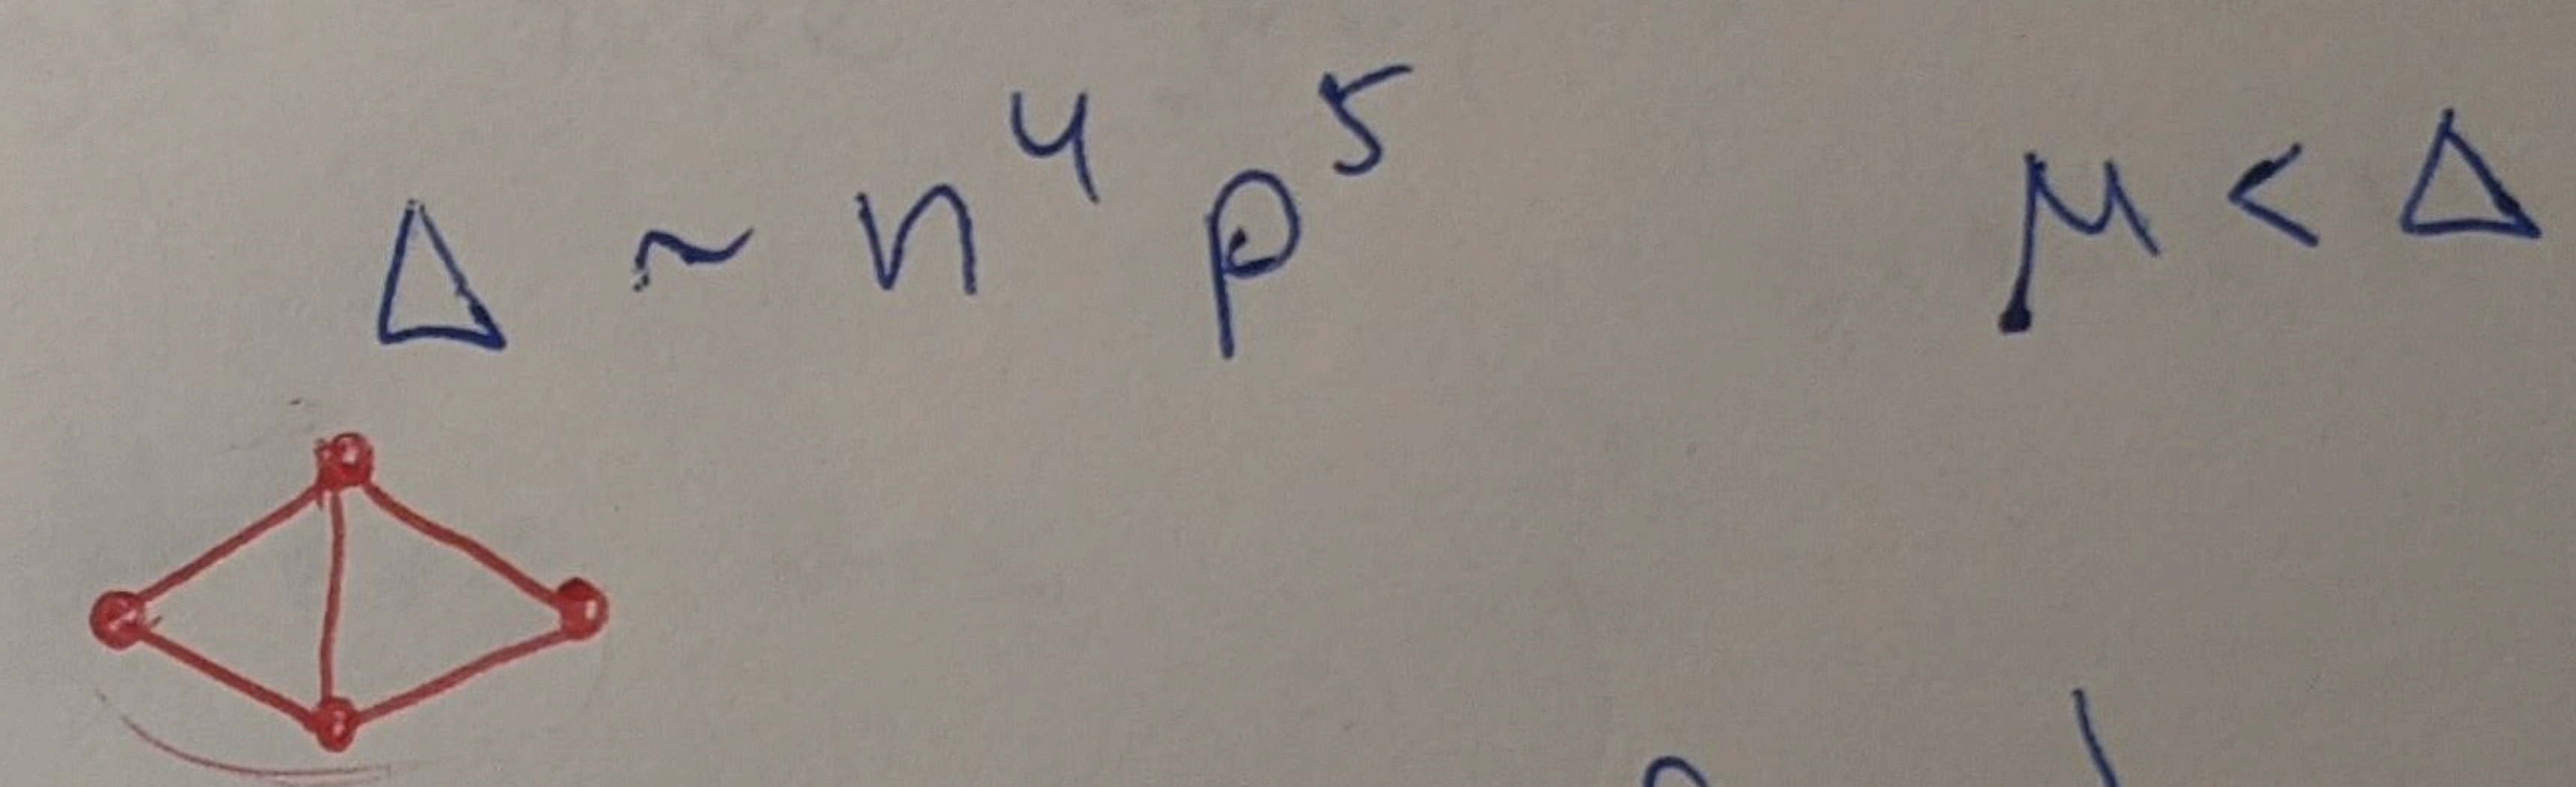 Δ ~ n⁴ p⁵ μ < Δ